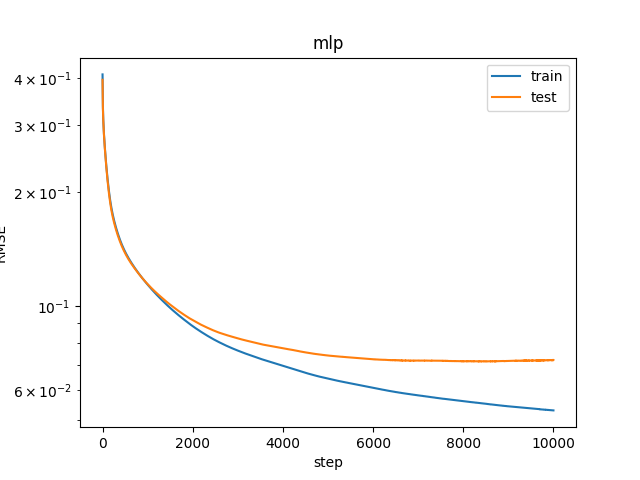 mlp
train
test
4 × 10⁻¹
3 × 10⁻¹
2 × 10⁻¹
10⁻¹
6 × 10⁻²
RMSE
0 2000 4000 6000 8000 10000
step